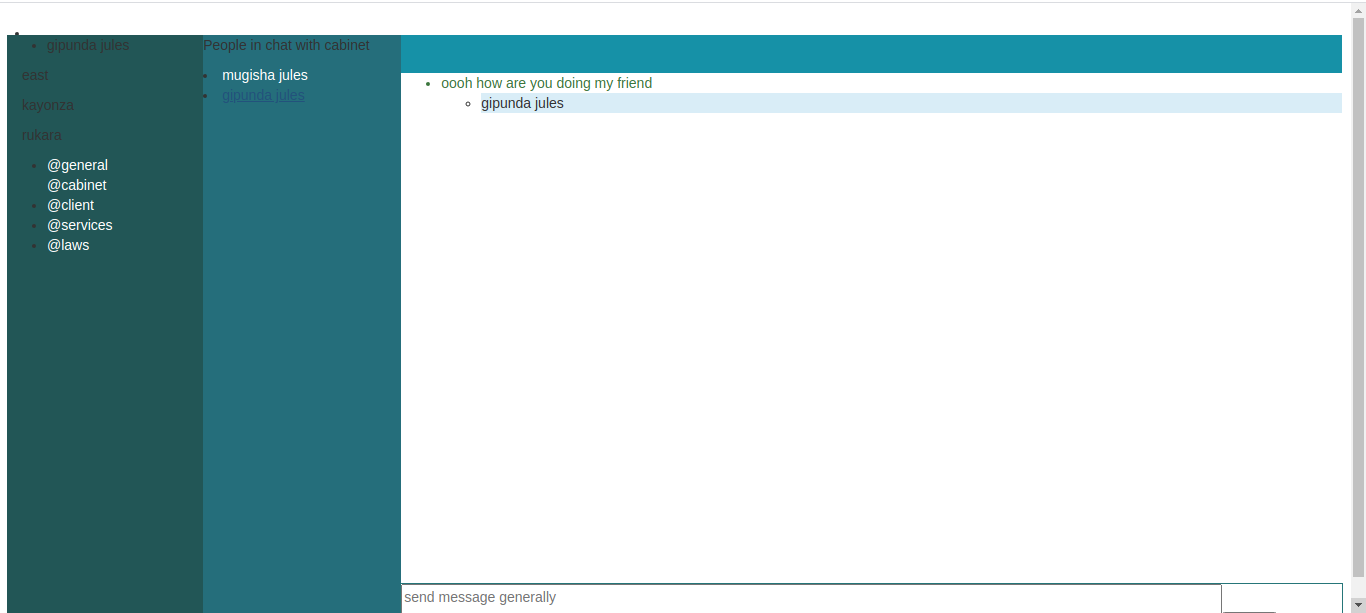 gipunda jules
east
kayonza
rukara
@general
@cabinet
@client
@services
@laws
People in chat with cabinet
mugisha jules
gipunda jules
oooh how are you doing my friend
gipunda jules
send message generally